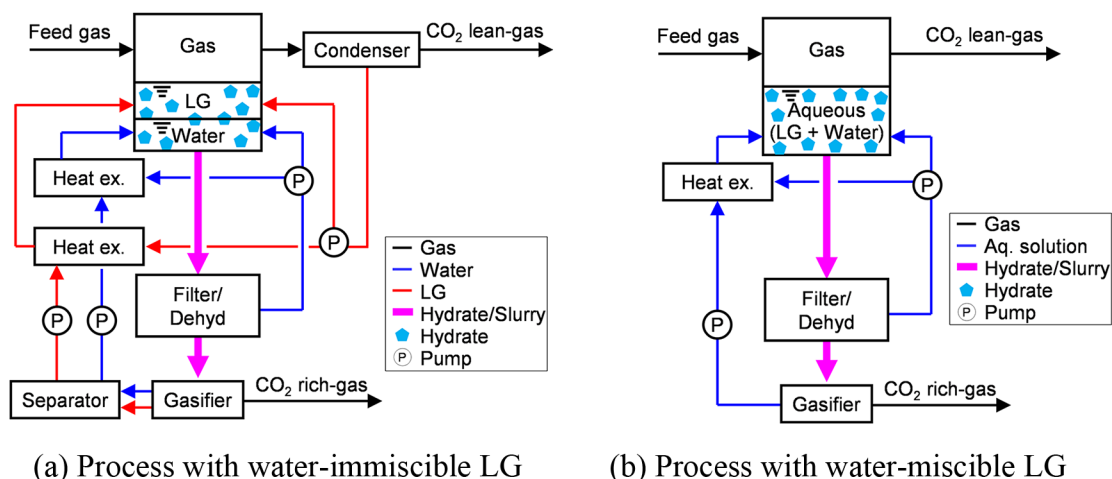 Feed gas
Gas
Condenser
CO₂ lean-gas
LG
Water
Heat ex.
P
Heat ex.
P
Filter/
Dehyd
P
P
Separator
Gasifier
CO₂ rich-gas
Gas
Water
LG
Hydrate/Slurry
Hydrate
P Pump
(a) Process with water-immiscible LG
Feed gas
Gas
CO₂ lean-gas
Aqueous
(LG + Water)
Heat ex.
P
Filter/
Dehyd
P
Gasifier
CO₂ rich-gas
Gas
Aq. solution
Hydrate/Slurry
Hydrate
P Pump
(b) Process with water-miscible LG